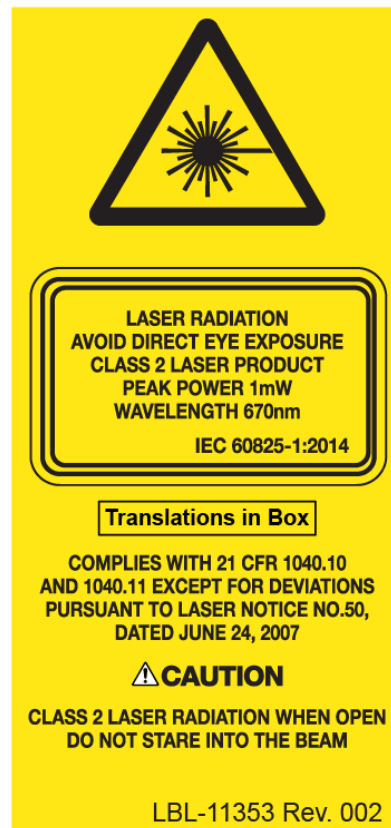 LASER RADIATION
AVOID DIRECT EYE EXPOSURE
CLASS 2 LASER PRODUCT
PEAK POWER 1mW
WAVELENGTH 670nm
IEC 60825-1:2014
Translations in Box
COMPLIES WITH 21 CFR 1040.10
AND 1040.11 EXCEPT FOR DEVIATIONS
PURSUANT TO LASER NOTICE NO.50,
DATED JUNE 24, 2007
CAUTION
CLASS 2 LASER RADIATION WHEN OPEN
DO NOT STARE INTO THE BEAM
LBL-11353 Rev. 002